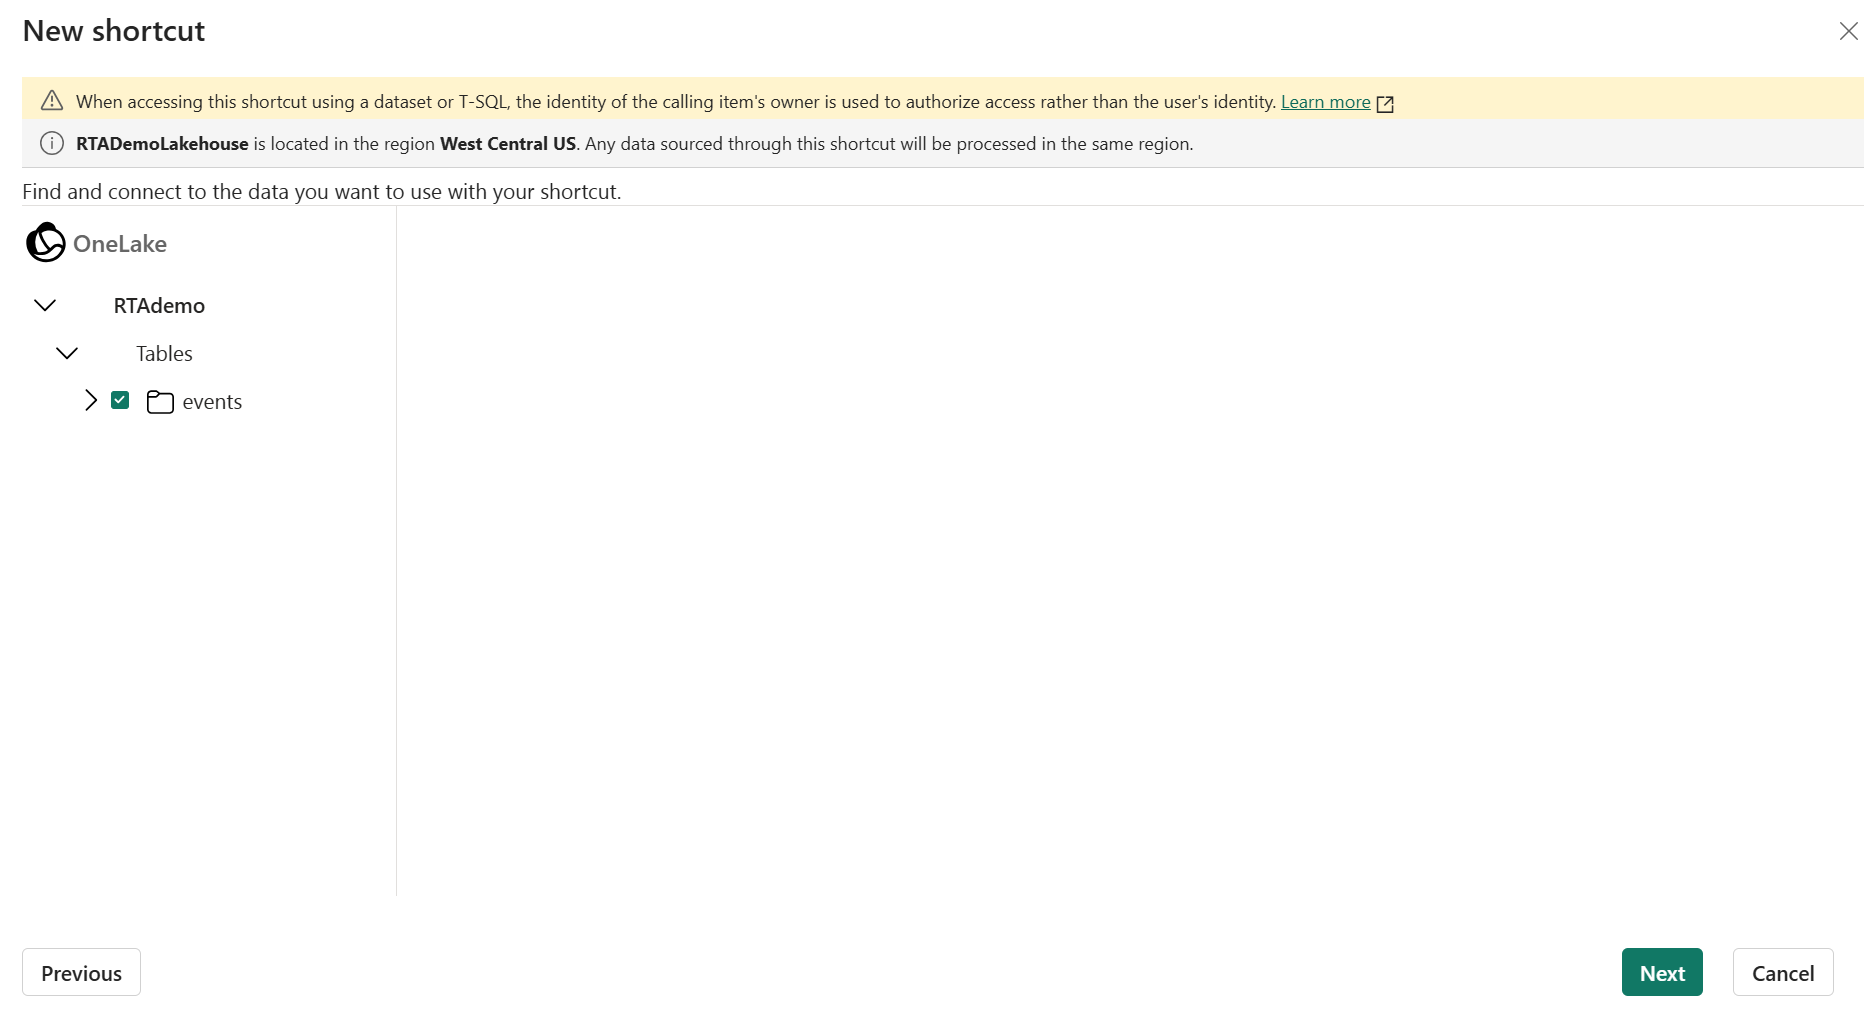 New shortcut
When accessing this shortcut using a dataset or T-SQL, the identity of the calling item's owner is used to authorize access rather than the user's identity. Learn more
RTADemoLakehouse is located in the region West Central US. Any data sourced through this shortcut will be processed in the same region.
Find and connect to the data you want to use with your shortcut.
OneLake
RTAdemo
Tables
events
Previous
Next
Cancel